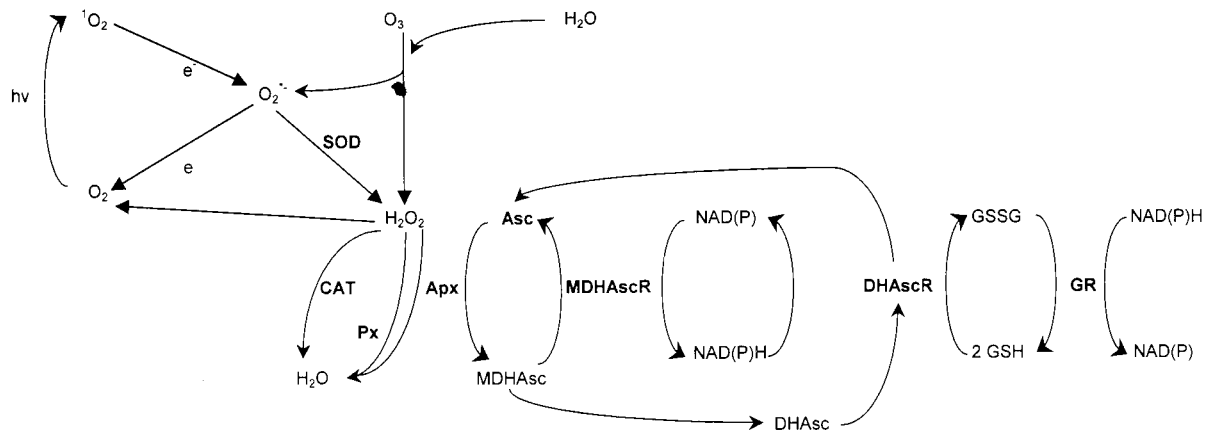 ¹O₂
O₃
H₂O
e⁻
hν
O₂˙⁻
SOD
e
O₂
H₂O₂
Asc
NAD(P)
GSSG
NAD(P)H
CAT
Apx
MDHAscR
DHAscR
GR
Px
H₂O
MDHAsc
NAD(P)H
2 GSH
NAD(P)
DHAsc